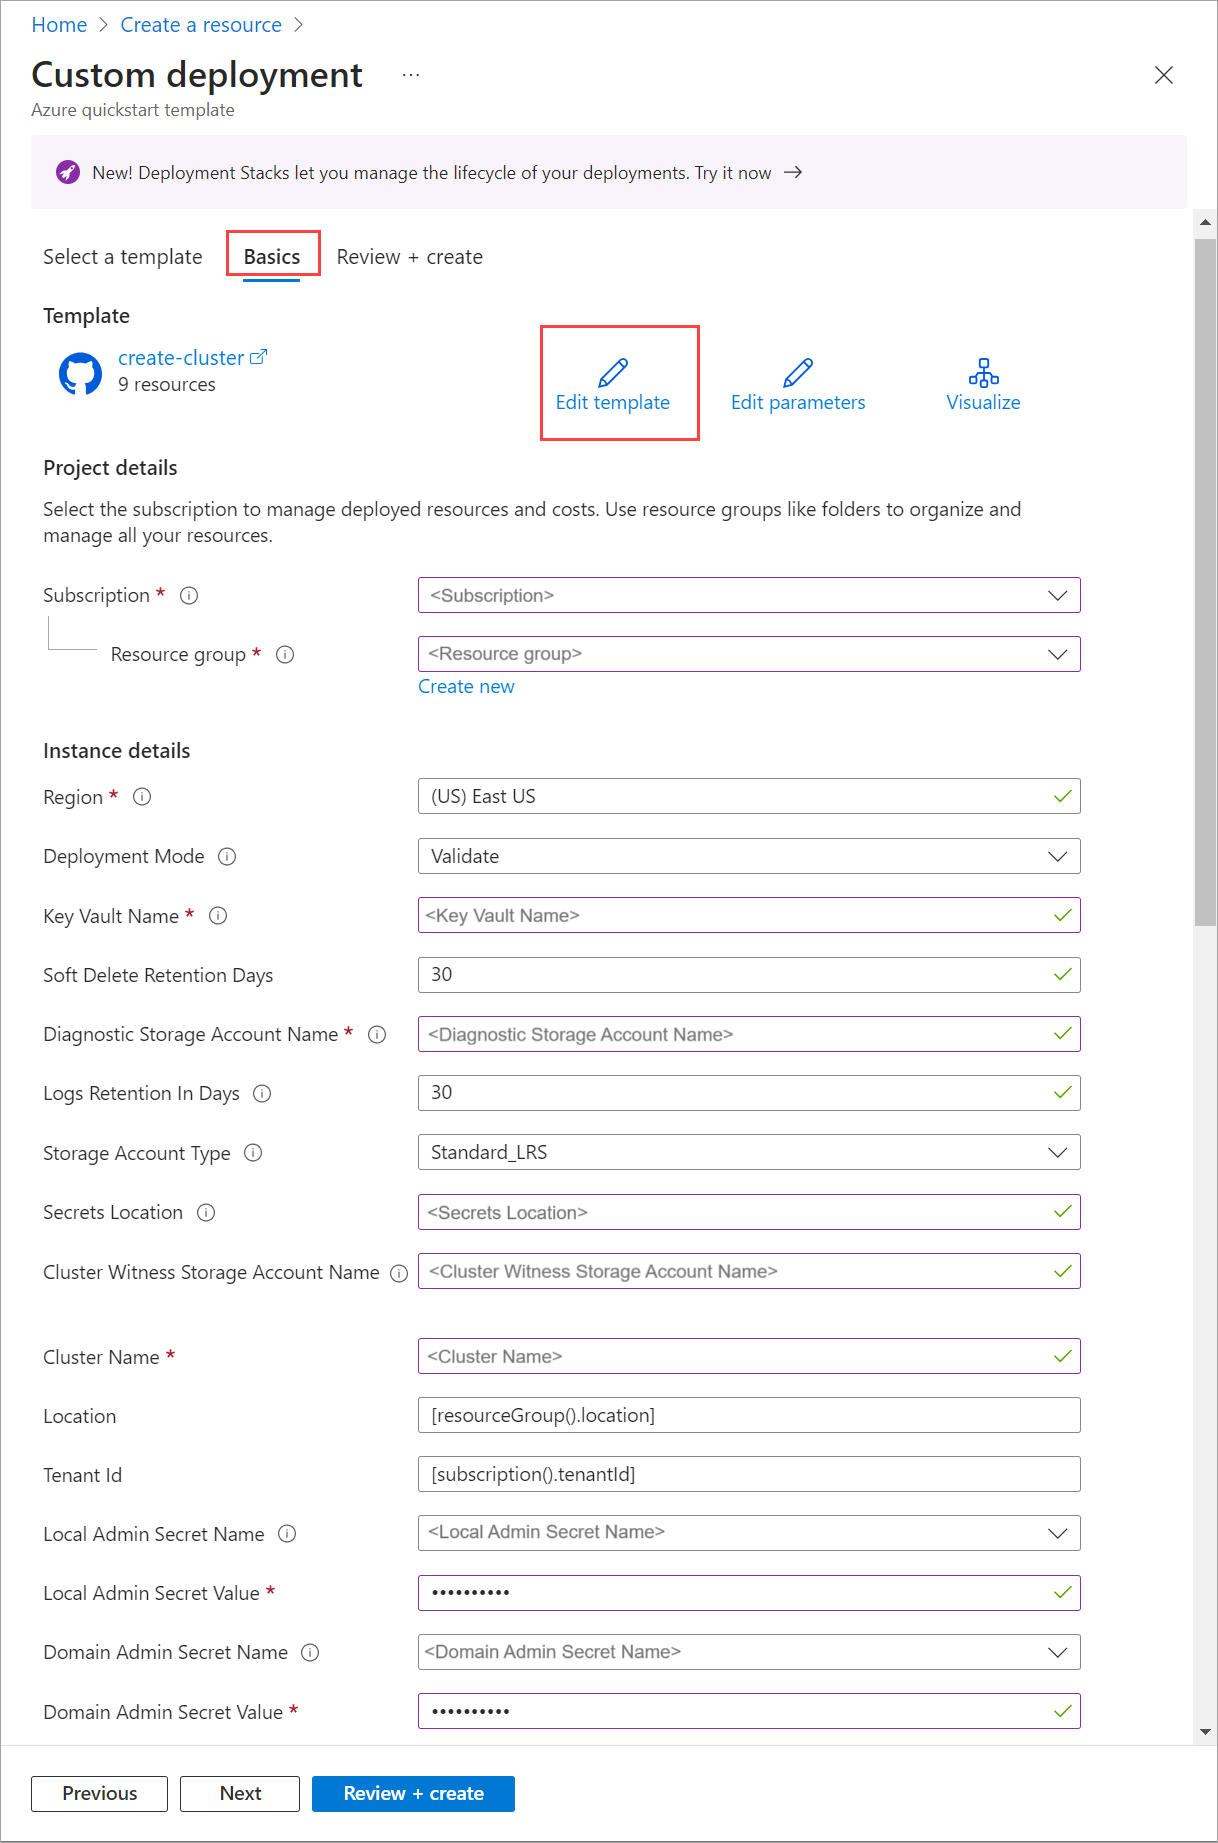 Home > Create a resource >
Custom deployment ...
Azure quickstart template
New! Deployment Stacks let you manage the lifecycle of your deployments. Try it now →
Select a template Basics Review + create
Template
create-cluster
9 resources
Edit template Edit parameters Visualize
Project details
Select the subscription to manage deployed resources and costs. Use resource groups like folders to organize and
manage all your resources.
Subscription * <Subscription>
Resource group * <Resource group>
Create new
Instance details
Region * (US) East US
Deployment Mode Validate
Key Vault Name * <Key Vault Name>
Soft Delete Retention Days 30
Diagnostic Storage Account Name * <Diagnostic Storage Account Name>
Logs Retention In Days 30
Storage Account Type Standard_LRS
Secrets Location <Secrets Location>
Cluster Witness Storage Account Name <Cluster Witness Storage Account Name>
Cluster Name * <Cluster Name>
Location [resourceGroup().location]
Tenant Id [subscription().tenantId]
Local Admin Secret Name <Local Admin Secret Name>
Local Admin Secret Value * ••••••••••
Domain Admin Secret Name <Domain Admin Secret Name>
Domain Admin Secret Value * ••••••••••
Previous Next Review + create